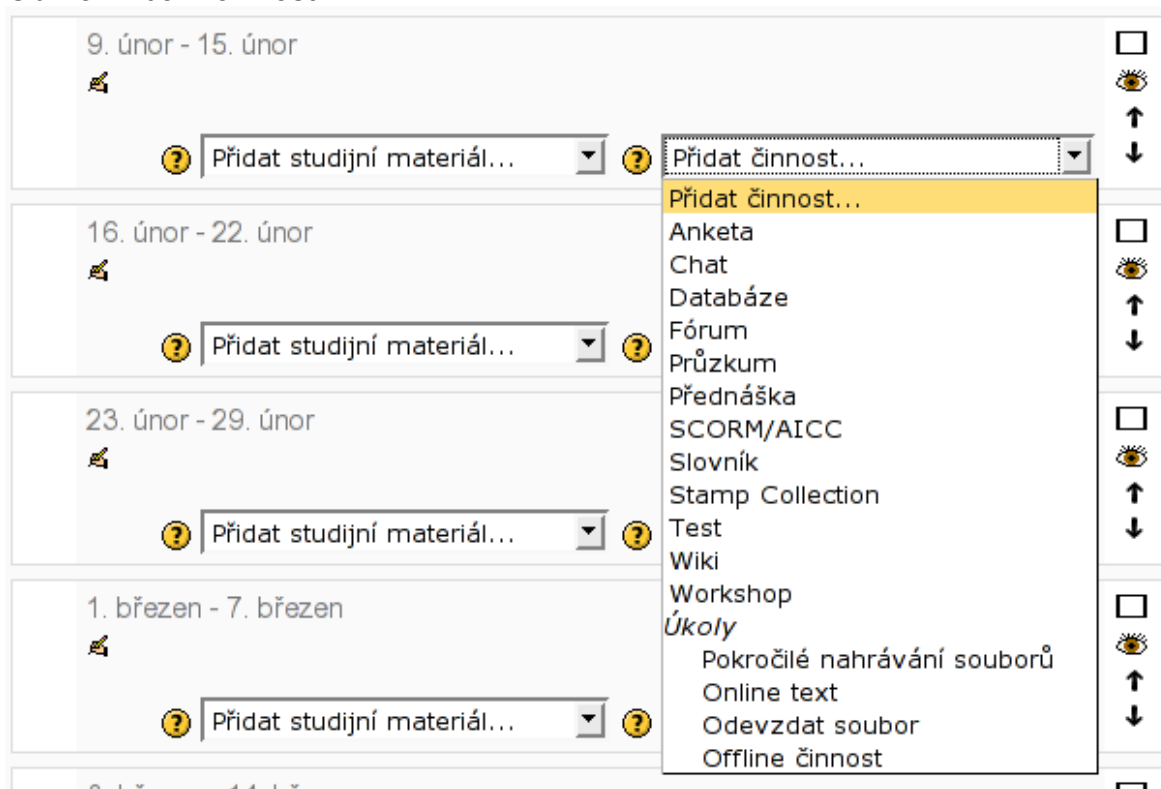 9. únor - 15. únor
Přidat studijní materiál...
Přidat činnost...
Přidat činnost...
Anketa
Chat
Databáze
Fórum
Průzkum
Přednáška
SCORM/AICC
Slovník
Stamp Collection
Test
Wiki
Workshop
Úkoly
Pokročilé nahrávání souborů
Online text
Odevzdat soubor
Offline činnost
16. únor - 22. únor
Přidat studijní materiál...
23. únor - 29. únor
Přidat studijní materiál...
1. březen - 7. březen
Přidat studijní materiál...